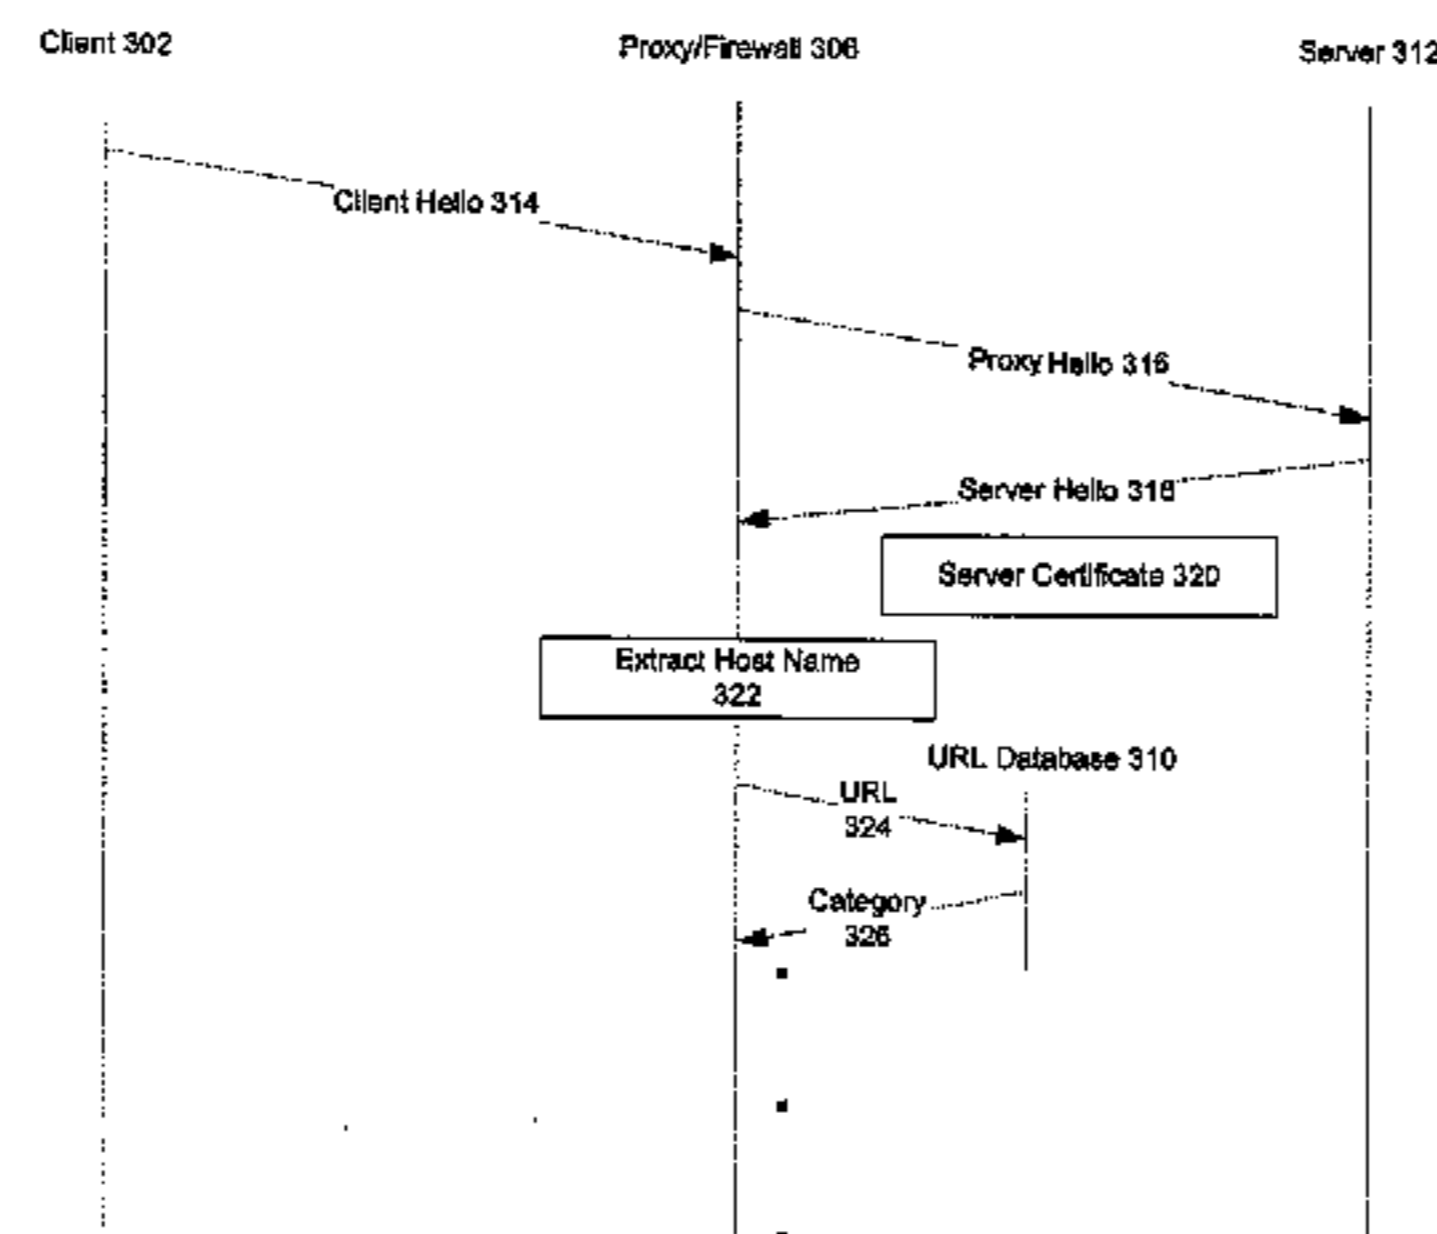 Client 302
Proxy/Firewall 306
Server 312
Client Hello 314
Proxy Hello 316
Server Hello 318
Server Certificate 320
Extract Host Name
322
URL Database 310
URL
324
Category
326